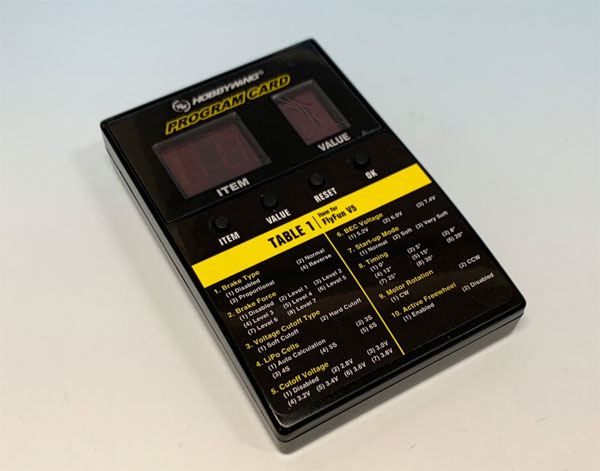 HW HOBBYWING®
PROGRAM CARD
ITEM
VALUE
ITEM
VALUE
RESET
OK
TABLE 1
Item for
FlyFun V5
1. Brake Type
(1) Disabled (2) Normal
(3) Proportional (4) Reverse
2. Brake Force
(1) Disabled (2) Level 1 (3) Level 2
(4) Level 3 (5) Level 4 (6) Level 5
(7) Level 6 (8) Level 7
3. Voltage Cutoff Type
(1) Soft Cutoff (2) Hard Cutoff
4. LiPo Cells
(1) Auto Calculation (2) 3S
(3) 4S (4) 5S (5) 6S
5. Cutoff Voltage
(1) Disabled (2) 2.8V (3) 3.0V
(4) 3.2V (5) 3.4V (6) 3.6V (7) 3.8V
6. BEC Voltage
(1) 5.2V (2) 6.0V (3) 7.4V
7. Start-up Mode
(1) Normal (2) Soft (3) Very Soft
8. Timing
(1) 0° (2) 5° (3) 8°
(4) 12° (5) 15° (6) 20°
(7) 25° (8) 30°
9. Motor Rotation
(1) CW (2) CCW
10. Active Freewheel
(1) Enabled (2) Disabled